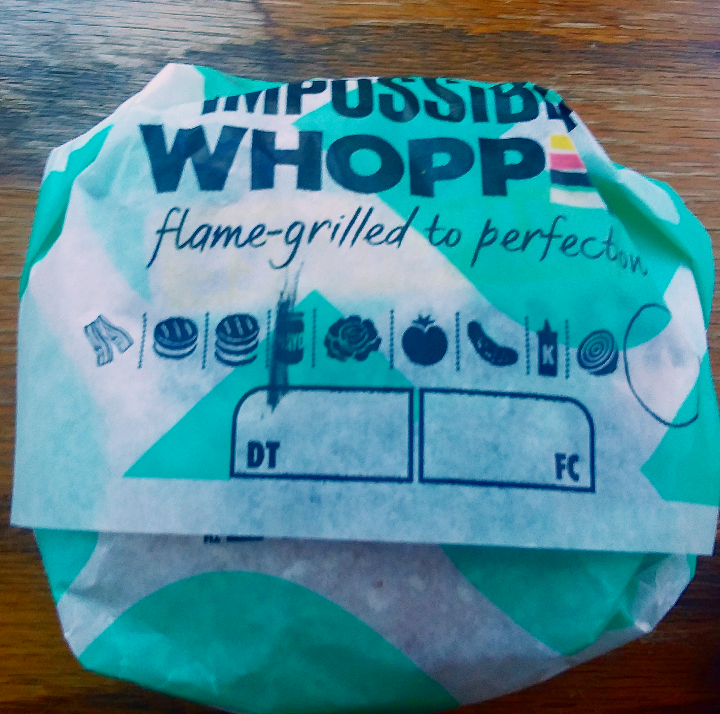 IMPOSSIB
WHOPP
flame-grilled to perfection
K
DT
FC